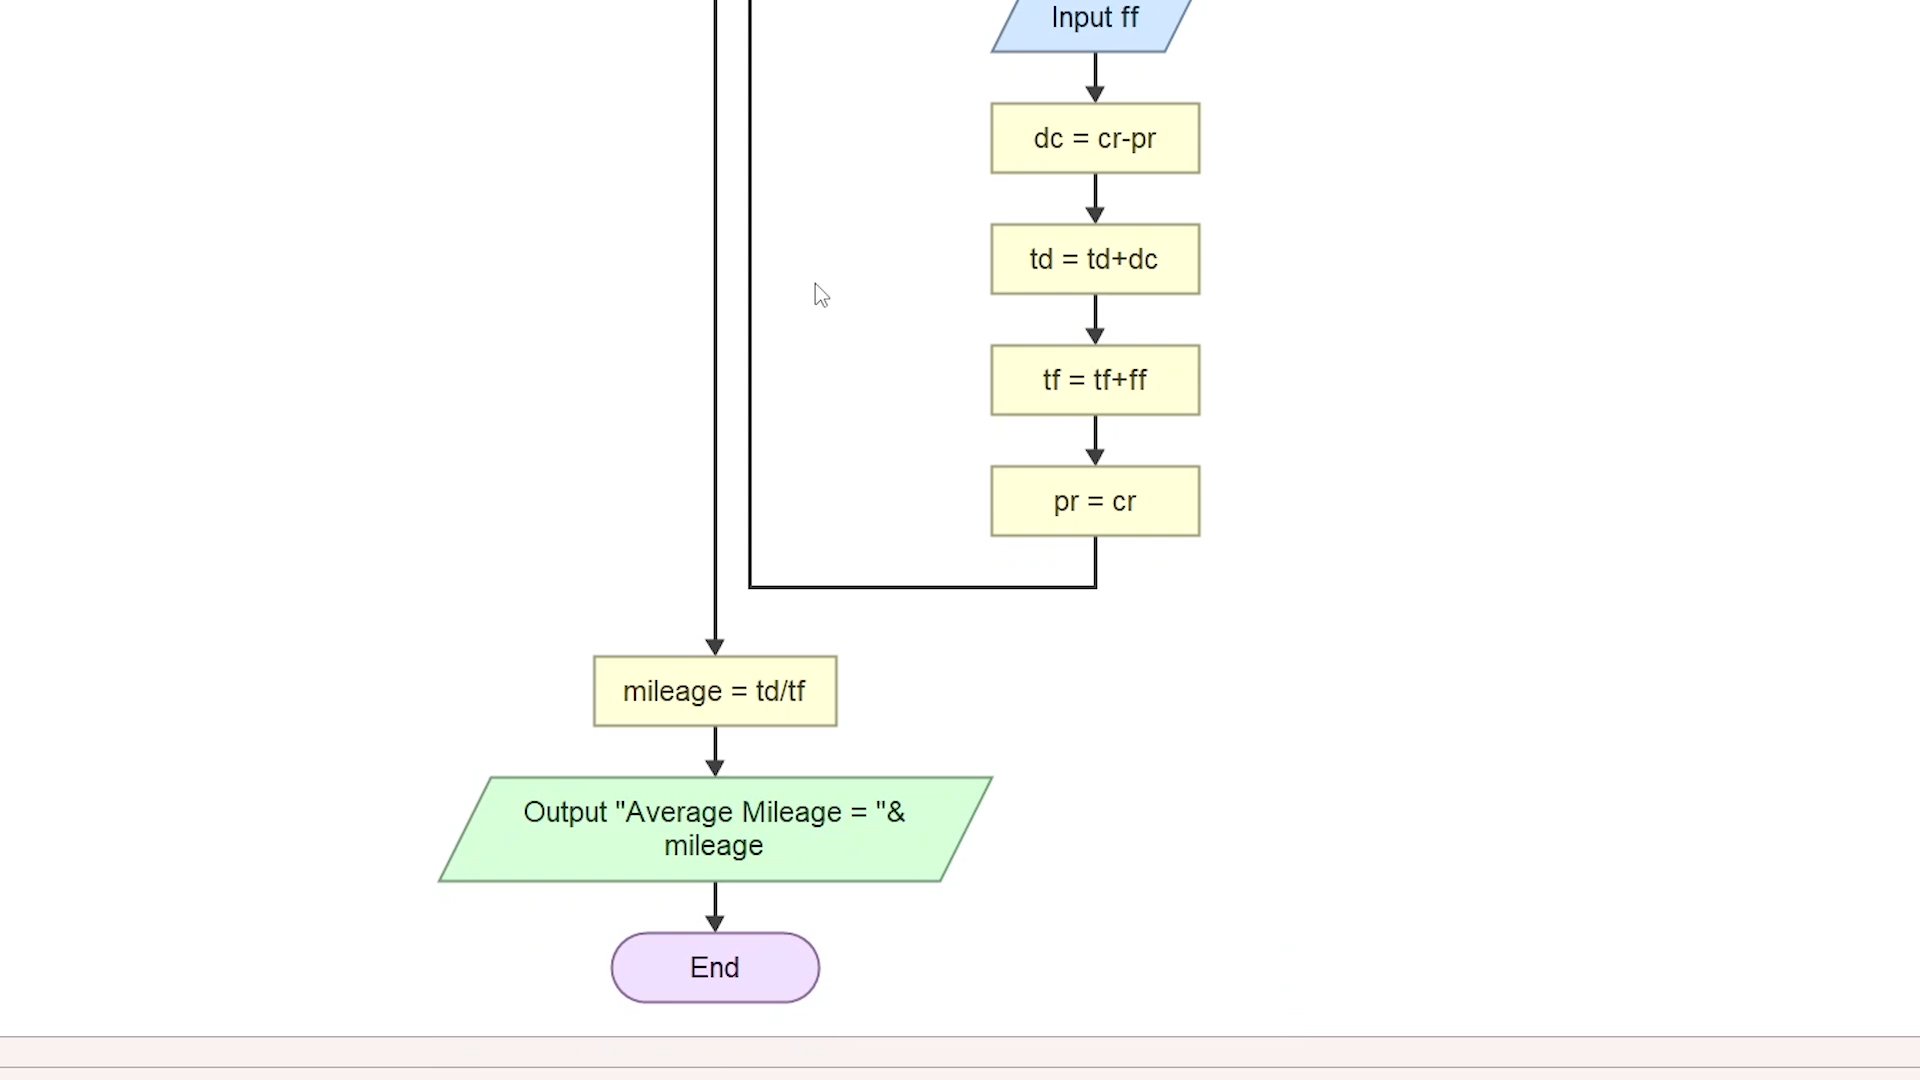 Input ff
dc = cr-pr
td = td+dc
tf = tf+ff
pr = cr
mileage = td/tf
Output "Average Mileage = "&
mileage
End